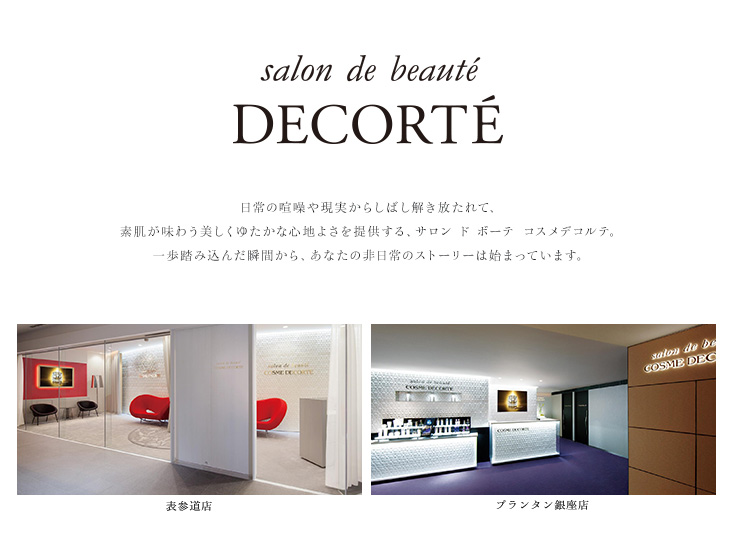 salon de beauté
DECORTÉ
日常の喧噪や現実からしばし解き放たれて、
素肌が味わう美しくゆたかな心地よさを提供する、サロン ド ボーテ コスメデコルテ。
一歩踏み込んだ瞬間から、あなたの非日常のストーリーは始まっています。
COSME DECORTÉ
salon de beauté
COSME DECORTÉ
COSME DECORTÉ
salon de be
COSME DECO
表参道店
プランタン銀座店